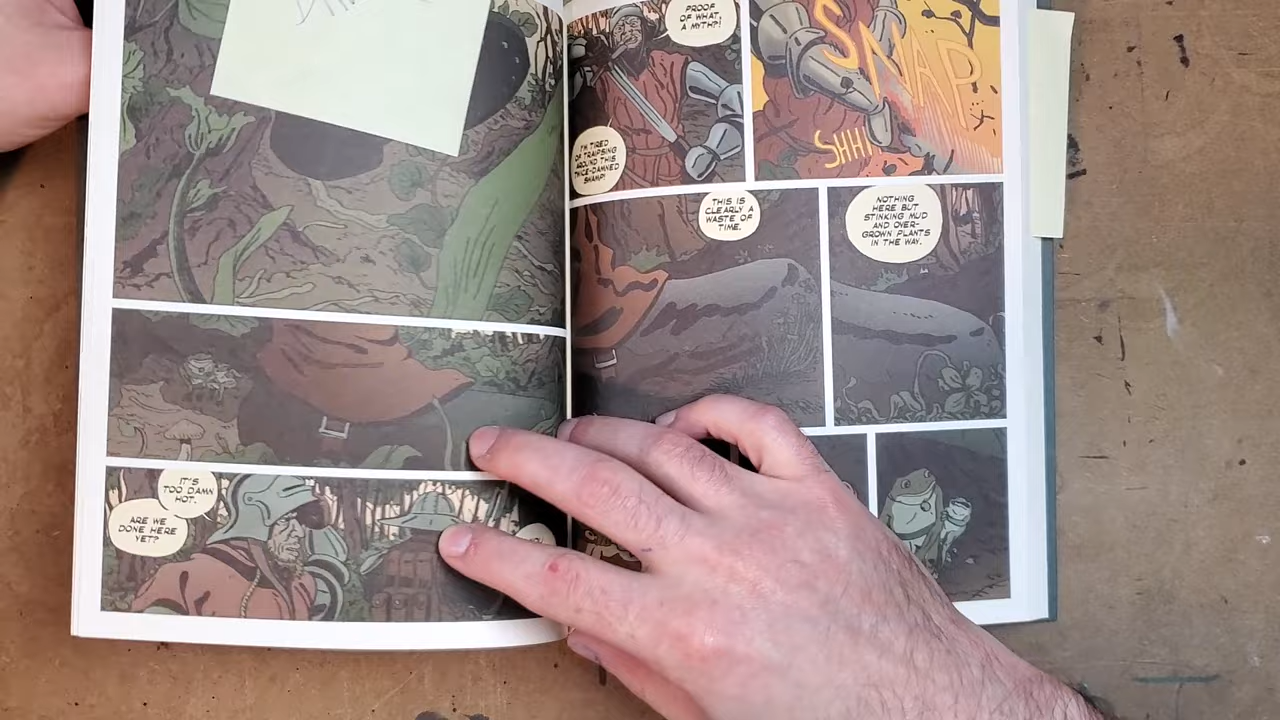 IT'S
TOO DAMN
HOT.
ARE WE
DONE HERE
YET?
PROOF
OF WHAT,
A MYTH?!
I'M TIRED
OF TRAIPSING
AROUND THIS
TWICE-DAMNED
SWAMP!
SNAP
SHH!
THIS IS
CLEARLY A
WASTE OF
TIME.
NOTHING
HERE BUT
STINKING MUD
AND OVER-
GROWN PLANTS
IN THE WAY.